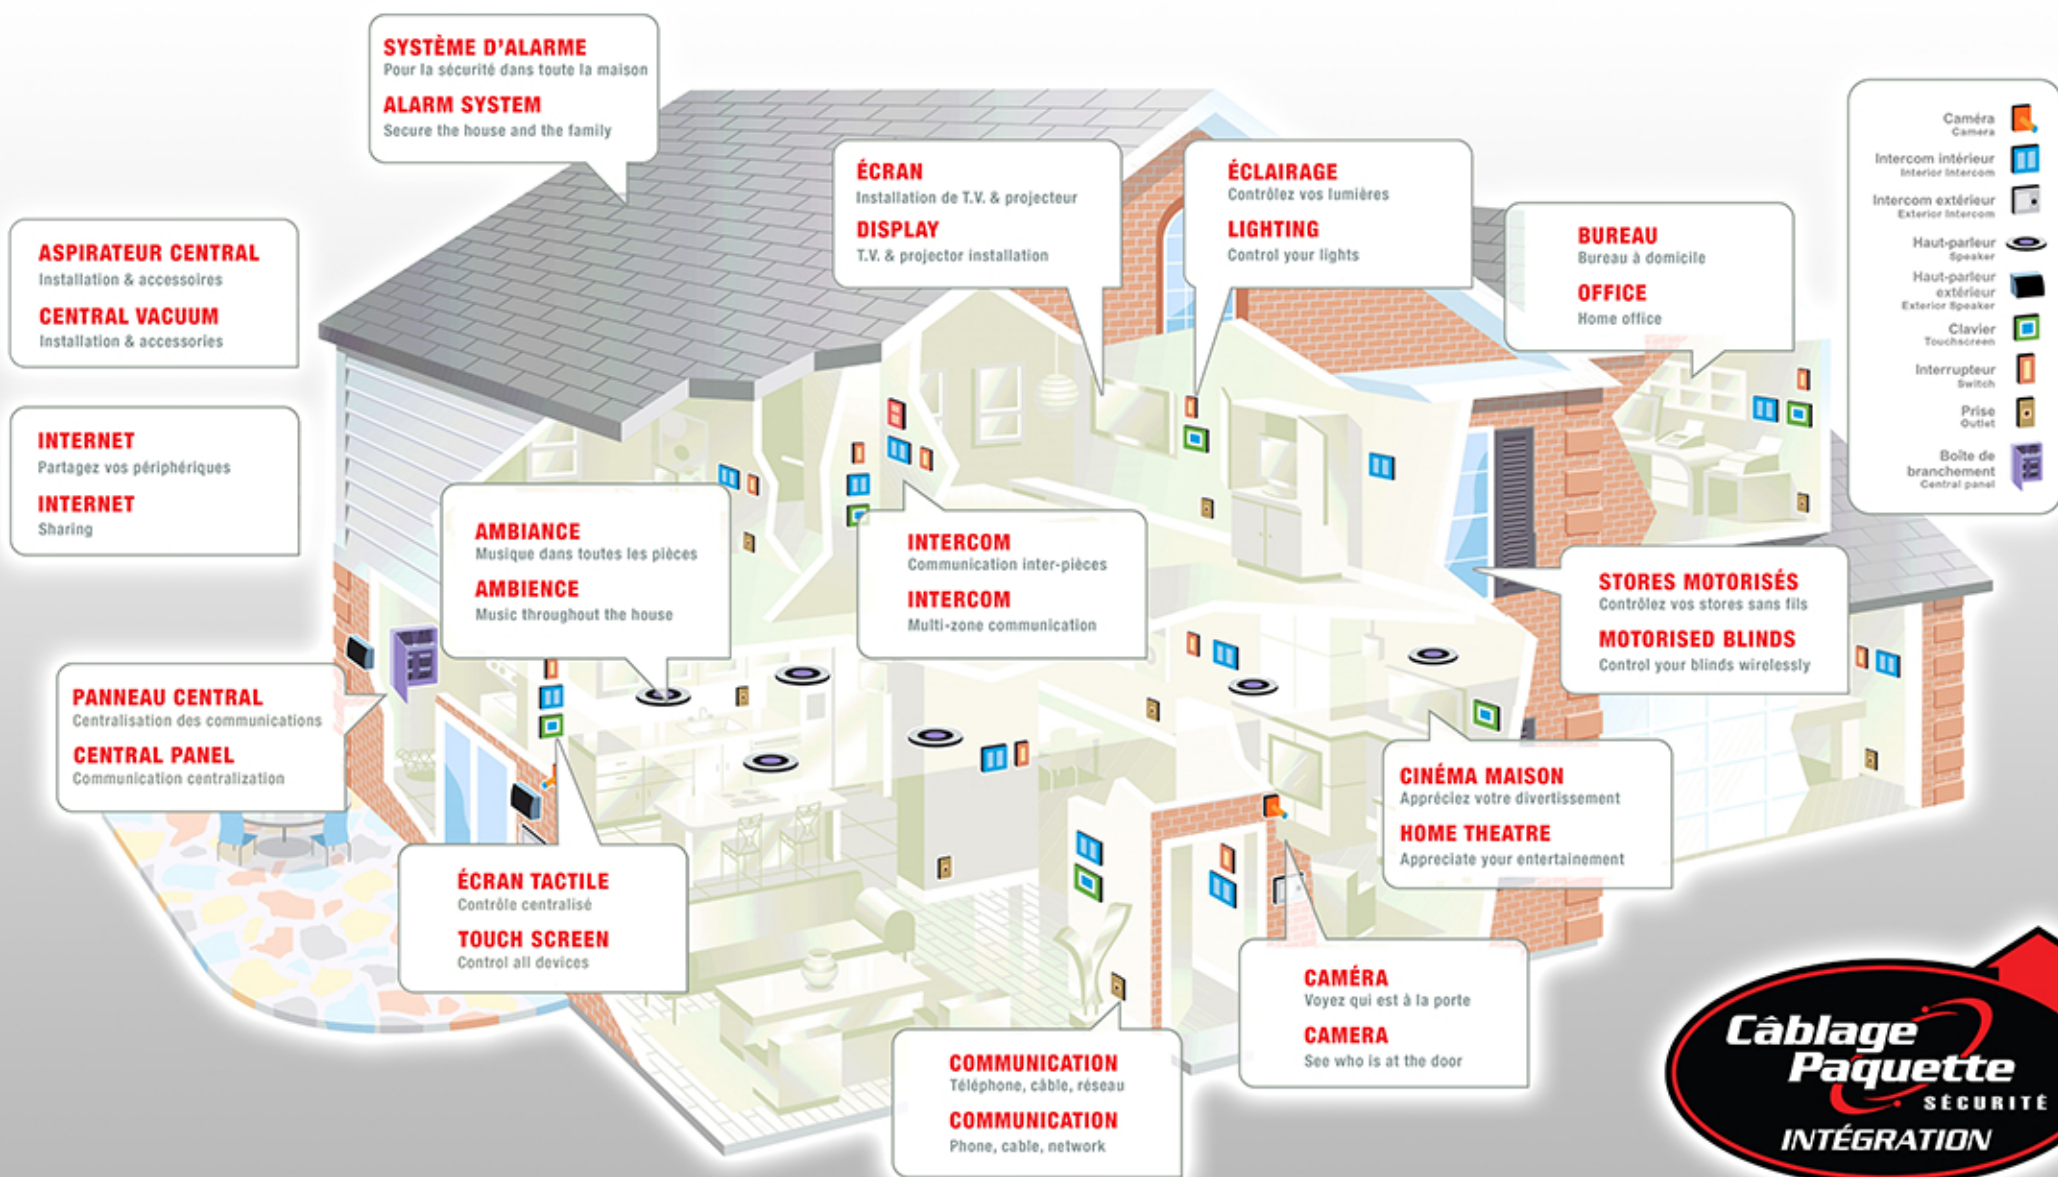 SYSTÈME D'ALARME
Pour la sécurité dans toute la maison
ALARM SYSTEM
Secure the house and the family
ÉCRAN
Installation de T.V. & projecteur
DISPLAY
T.V. & projector installation
ÉCLAIRAGE
Contrôlez vos lumières
LIGHTING
Control your lights
BUREAU
Bureau à domicile
OFFICE
Home office
Caméra
Camera
Intercom intérieur
Interior Intercom
Intercom extérieur
Exterior Intercom
Haut-parleur
Speaker
Haut-parleur
extérieur
Exterior Speaker
Clavier
Touchscreen
Interrupteur
Switch
Prise
Outlet
Boîte de
branchement
Central panel
ASPIRATEUR CENTRAL
Installation & accessoires
CENTRAL VACUUM
Installation & accessories
INTERNET
Partagez vos périphériques
INTERNET
Sharing
AMBIANCE
Musique dans toutes les pièces
AMBIENCE
Music throughout the house
INTERCOM
Communication inter-pièces
INTERCOM
Multi-zone communication
STORES MOTORISÉS
Contrôlez vos stores sans fils
MOTORISED BLINDS
Control your blinds wirelessly
PANNEAU CENTRAL
Centralisation des communications
CENTRAL PANEL
Communication centralization
CINÉMA MAISON
Appréciez votre divertissement
HOME THEATRE
Appreciate your entertainement
ÉCRAN TACTILE
Contrôle centralisé
TOUCH SCREEN
Control all devices
CAMÉRA
Voyez qui est à la porte
CAMERA
See who is at the door
COMMUNICATION
Téléphone, câble, réseau
COMMUNICATION
Phone, cable, network
Câblage
Paquette
SÉCURITÉ
INTÉGRATION